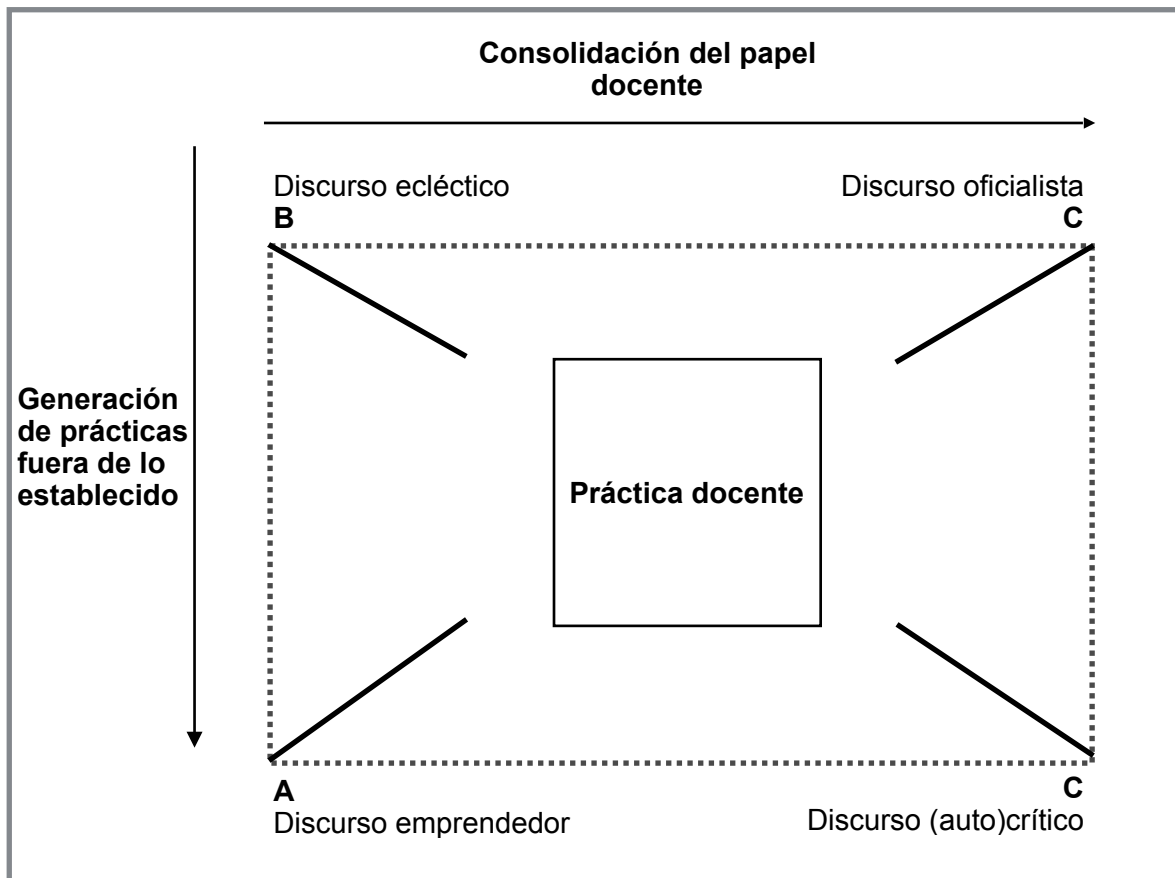 Consolidación del papel
docente
Discurso ecléctico
B
Discurso oficialista
C
Generación
de prácticas
fuera de lo
establecido
Práctica docente
A
Discurso emprendedor
C
Discurso (auto)crítico